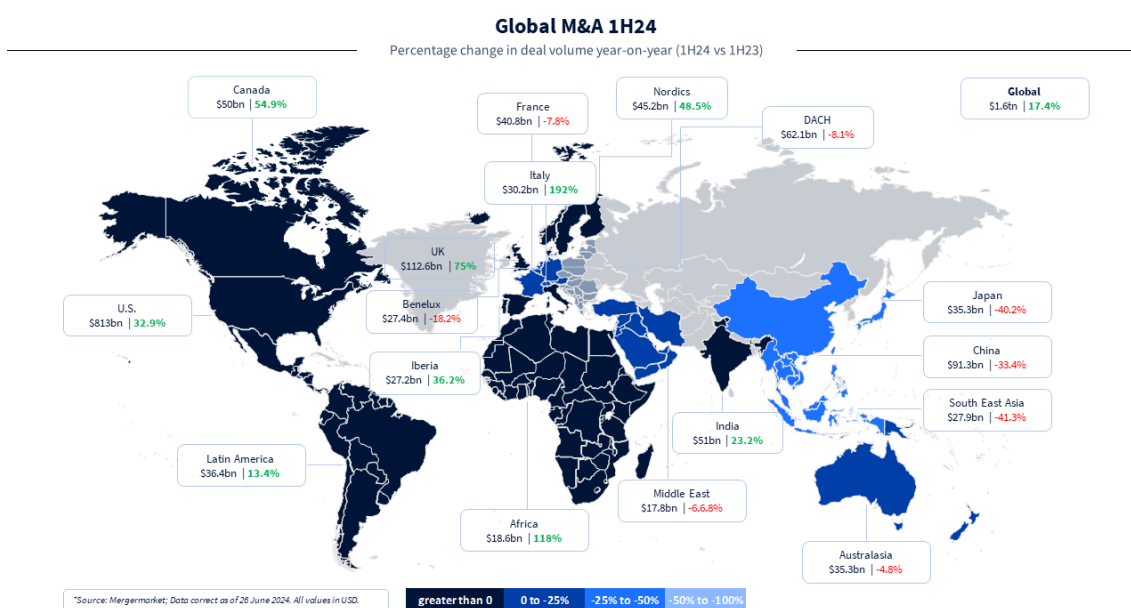 Global M&A 1H24
Percentage change in deal volume year-on-year (1H24 vs 1H23)
Canada
$50bn | 54.9%
France
$40.8bn | -7.8%
Nordics
$45.2bn | 48.5%
DACH
$62.1bn | -8.1%
Global
$1.6tn | 17.4%
Italy
$30.2bn | 192%
UK
$112.6bn | 75%
Benelux
$27.4bn | -18.2%
U.S.
$813bn | 32.9%
Iberia
$27.2bn | 36.2%
Japan
$35.3bn | -40.2%
China
$91.3bn | -33.4%
South East Asia
$27.9bn | -41.3%
India
$51bn | 23.2%
Latin America
$36.4bn | 13.4%
Middle East
$17.8bn | -6.6.8%
Africa
$18.6bn | 118%
Australasia
$35.3bn | -4.8%
*Source: Mergermarket; Data correct as of 26 June 2024. All values in USD.
greater than 0 0 to -25% -25% to -50% -50% to -100%